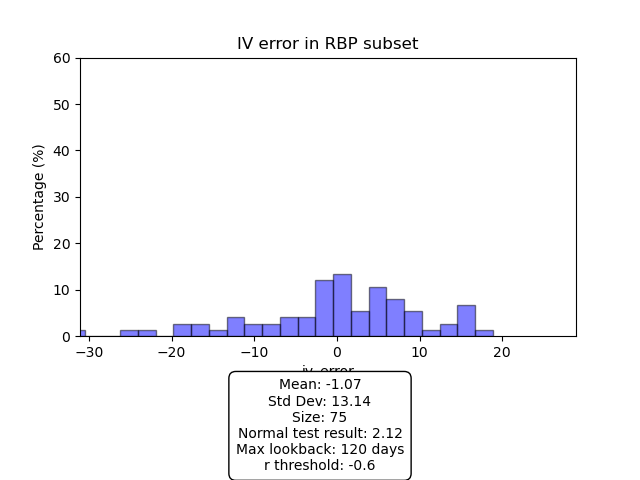 IV error in RBP subset
Percentage (%)
60
50
40
30
20
10
0
−30
−20
−10
0
10
20
iv_error
Mean: -1.07
Std Dev: 13.14
Size: 75
Normal test result: 2.12
Max lookback: 120 days
r threshold: -0.6